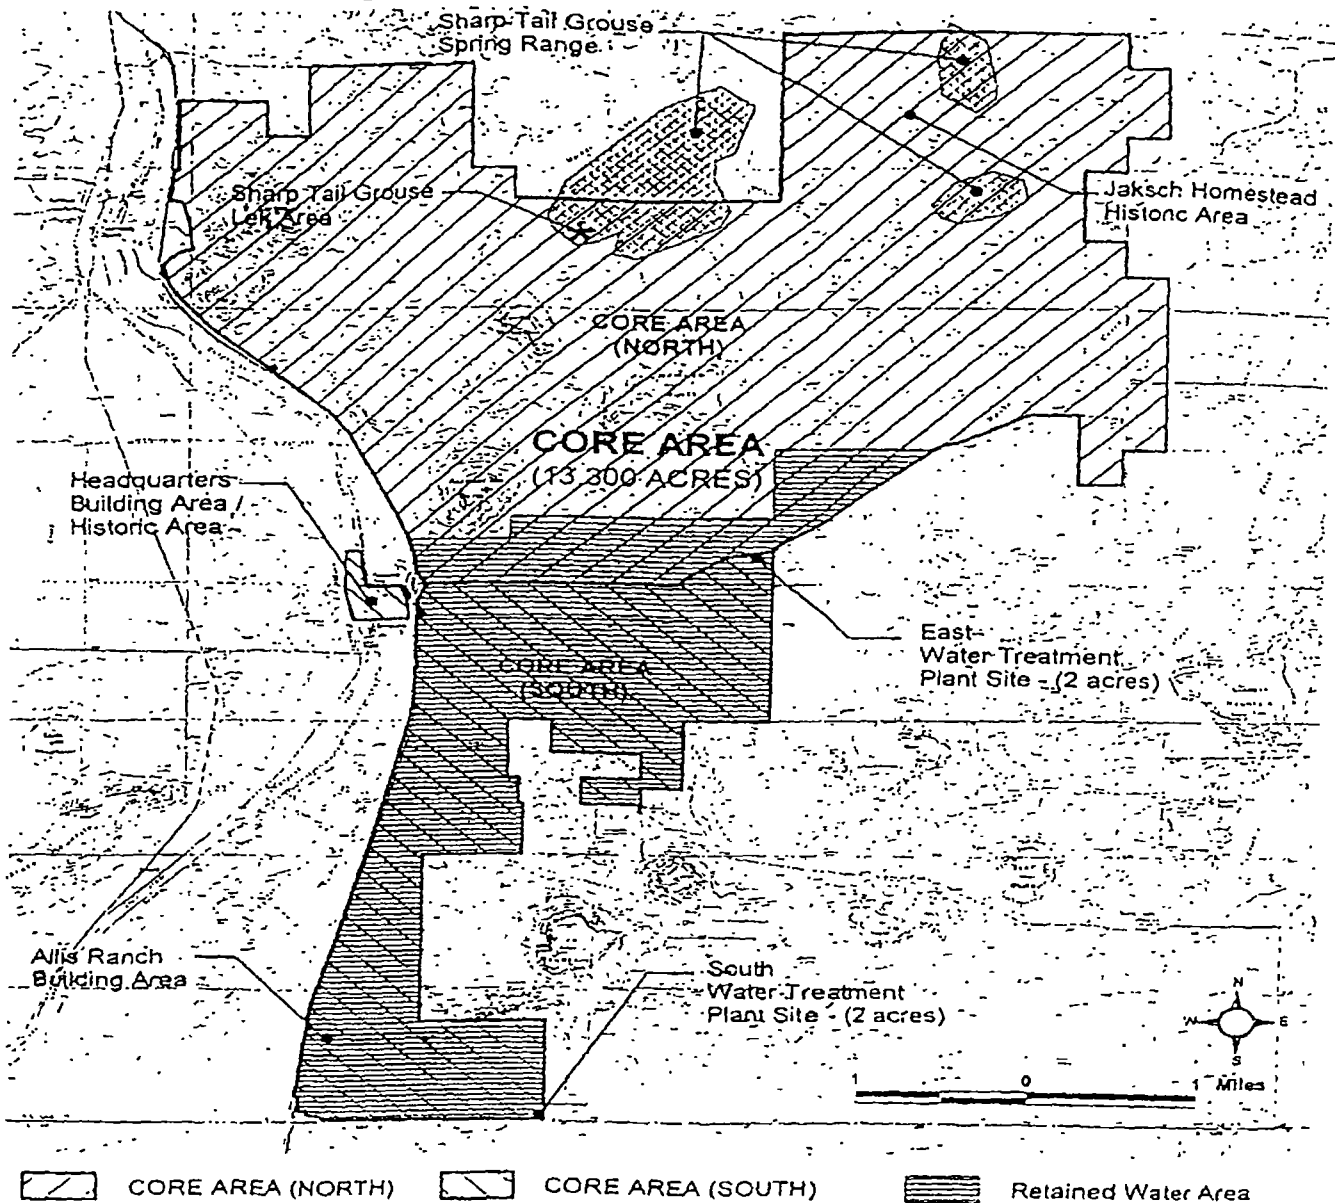 Sharp Tail Grouse
Spring Range
Sharp Tail Grouse
Lek Area
Jaksch Homestead
Historic Area
CORE AREA
(NORTH)
CORE AREA
(13,300 ACRES)
Headquarters
Building Area /
Historic Area
East
Water Treatment
Plant Site - (2 acres)
CORE AREA
(SOUTH)
Allis Ranch
Building Area
South
Water Treatment
Plant Site - (2 acres)
N
W E
S
1 0 1 Miles
CORE AREA (NORTH) CORE AREA (SOUTH) Retained Water Area